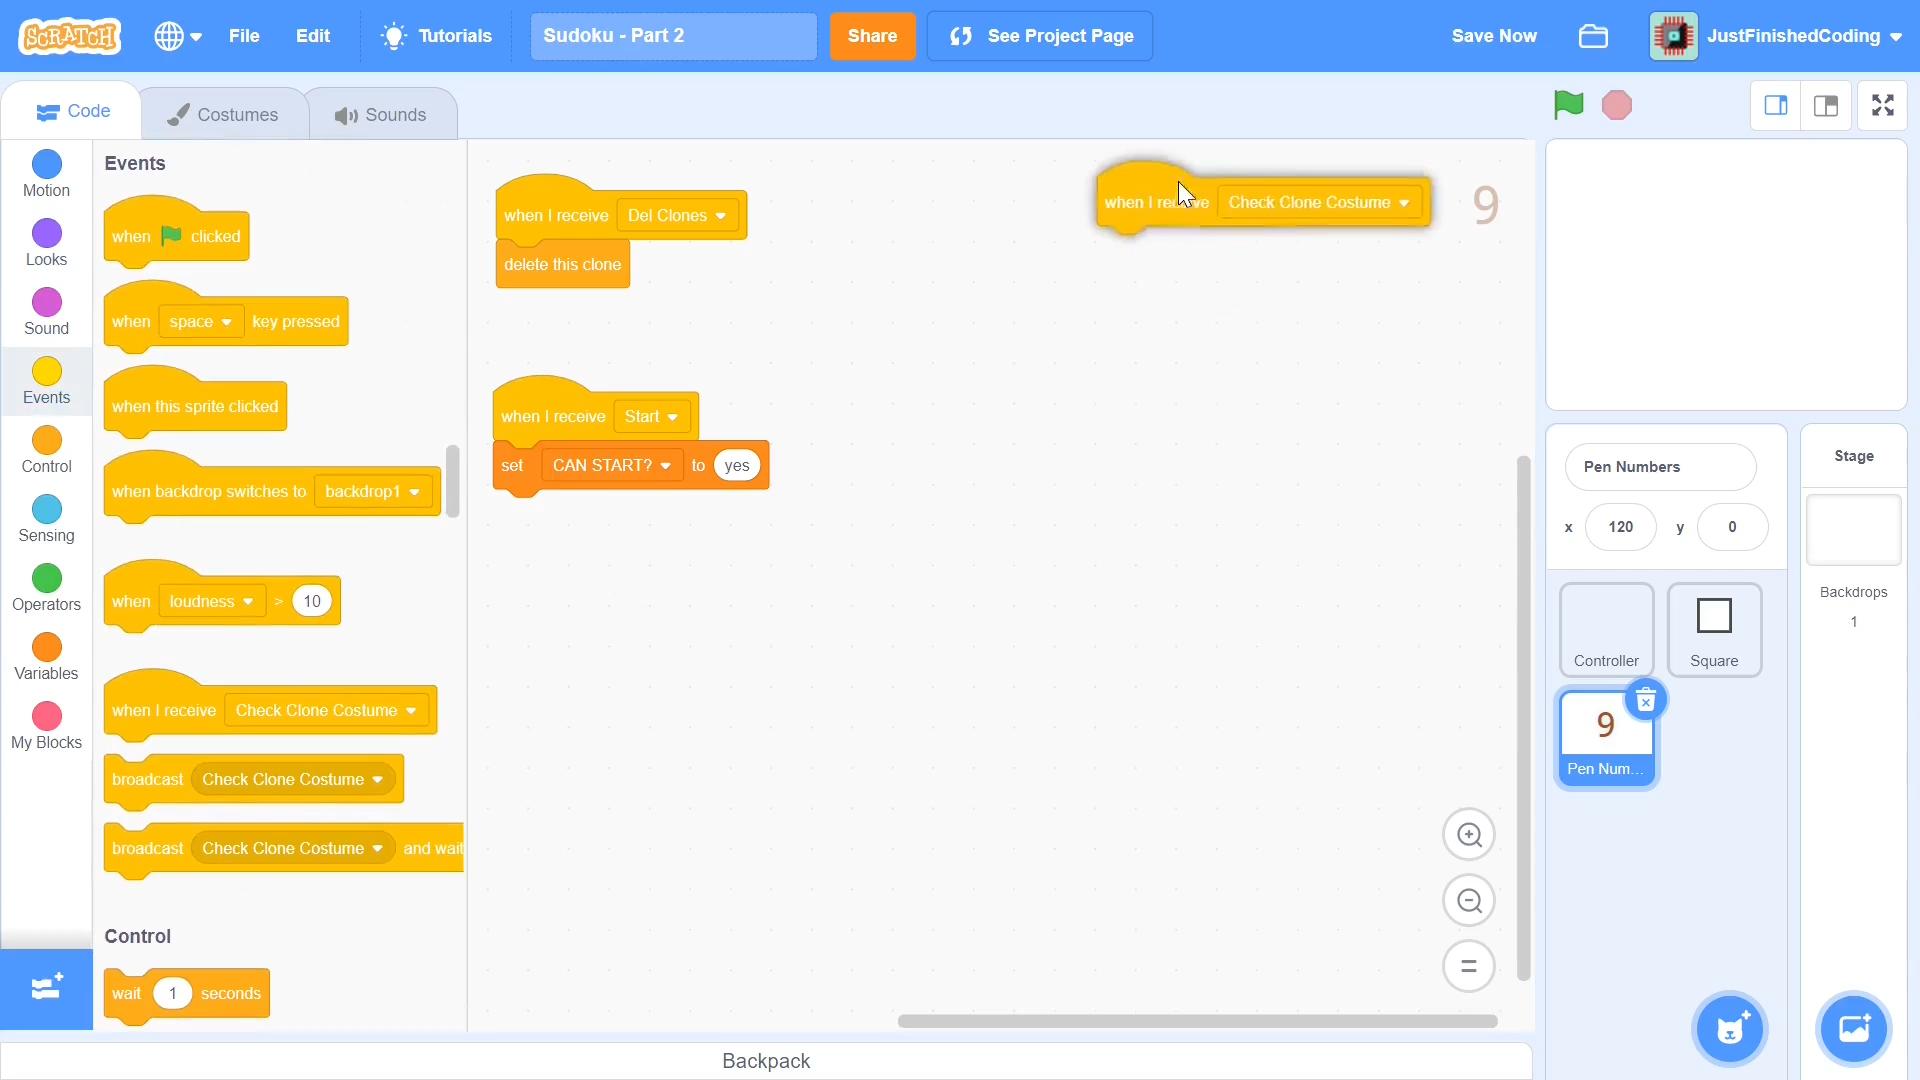 SCRATCH
File
Edit
Tutorials
Sudoku - Part 2
Share
See Project Page
Save Now
JustFinishedCoding
Code
Costumes
Sounds
Motion
Looks
Sound
Events
Control
Sensing
Operators
Variables
My Blocks
Events
when clicked
when space key pressed
when this sprite clicked
when backdrop switches to backdrop1
when loudness > 10
when I receive Check Clone Costume
broadcast Check Clone Costume
broadcast Check Clone Costume and wait
Control
wait 1 seconds
when I receive Del Clones
delete this clone
when I receive Start
set CAN START? to yes
when I receive Check Clone Costume
9
Pen Numbers
x 120 y 0
Controller
Square
9
Pen Num...
Stage
Backdrops
1
Backpack